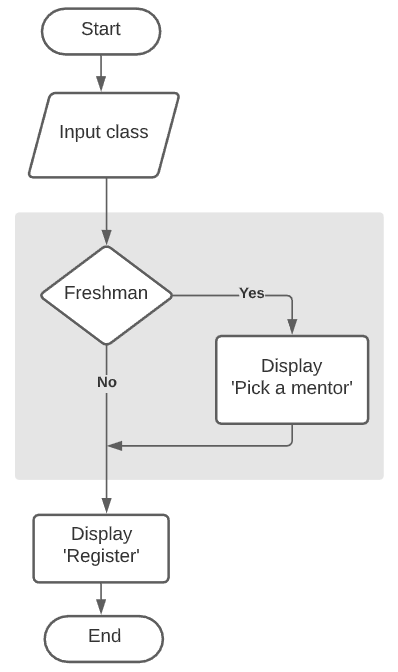 Start
Input class
Freshman
Yes
Display
'Pick a mentor'
No
Display
'Register'
End